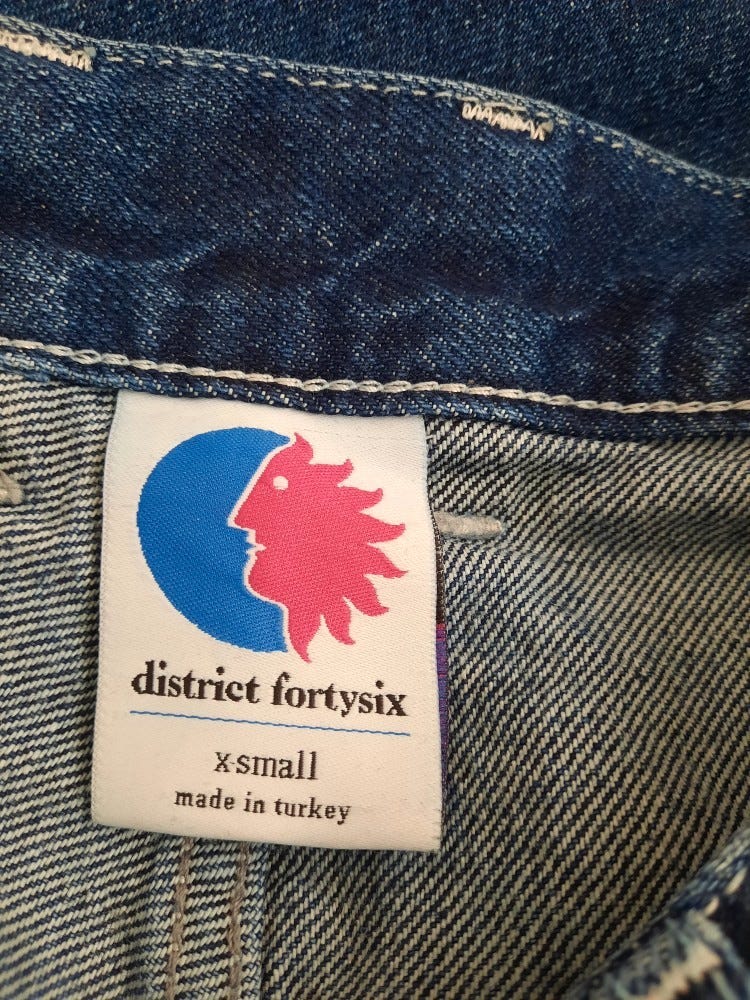 district fortysix
x-small
made in turkey